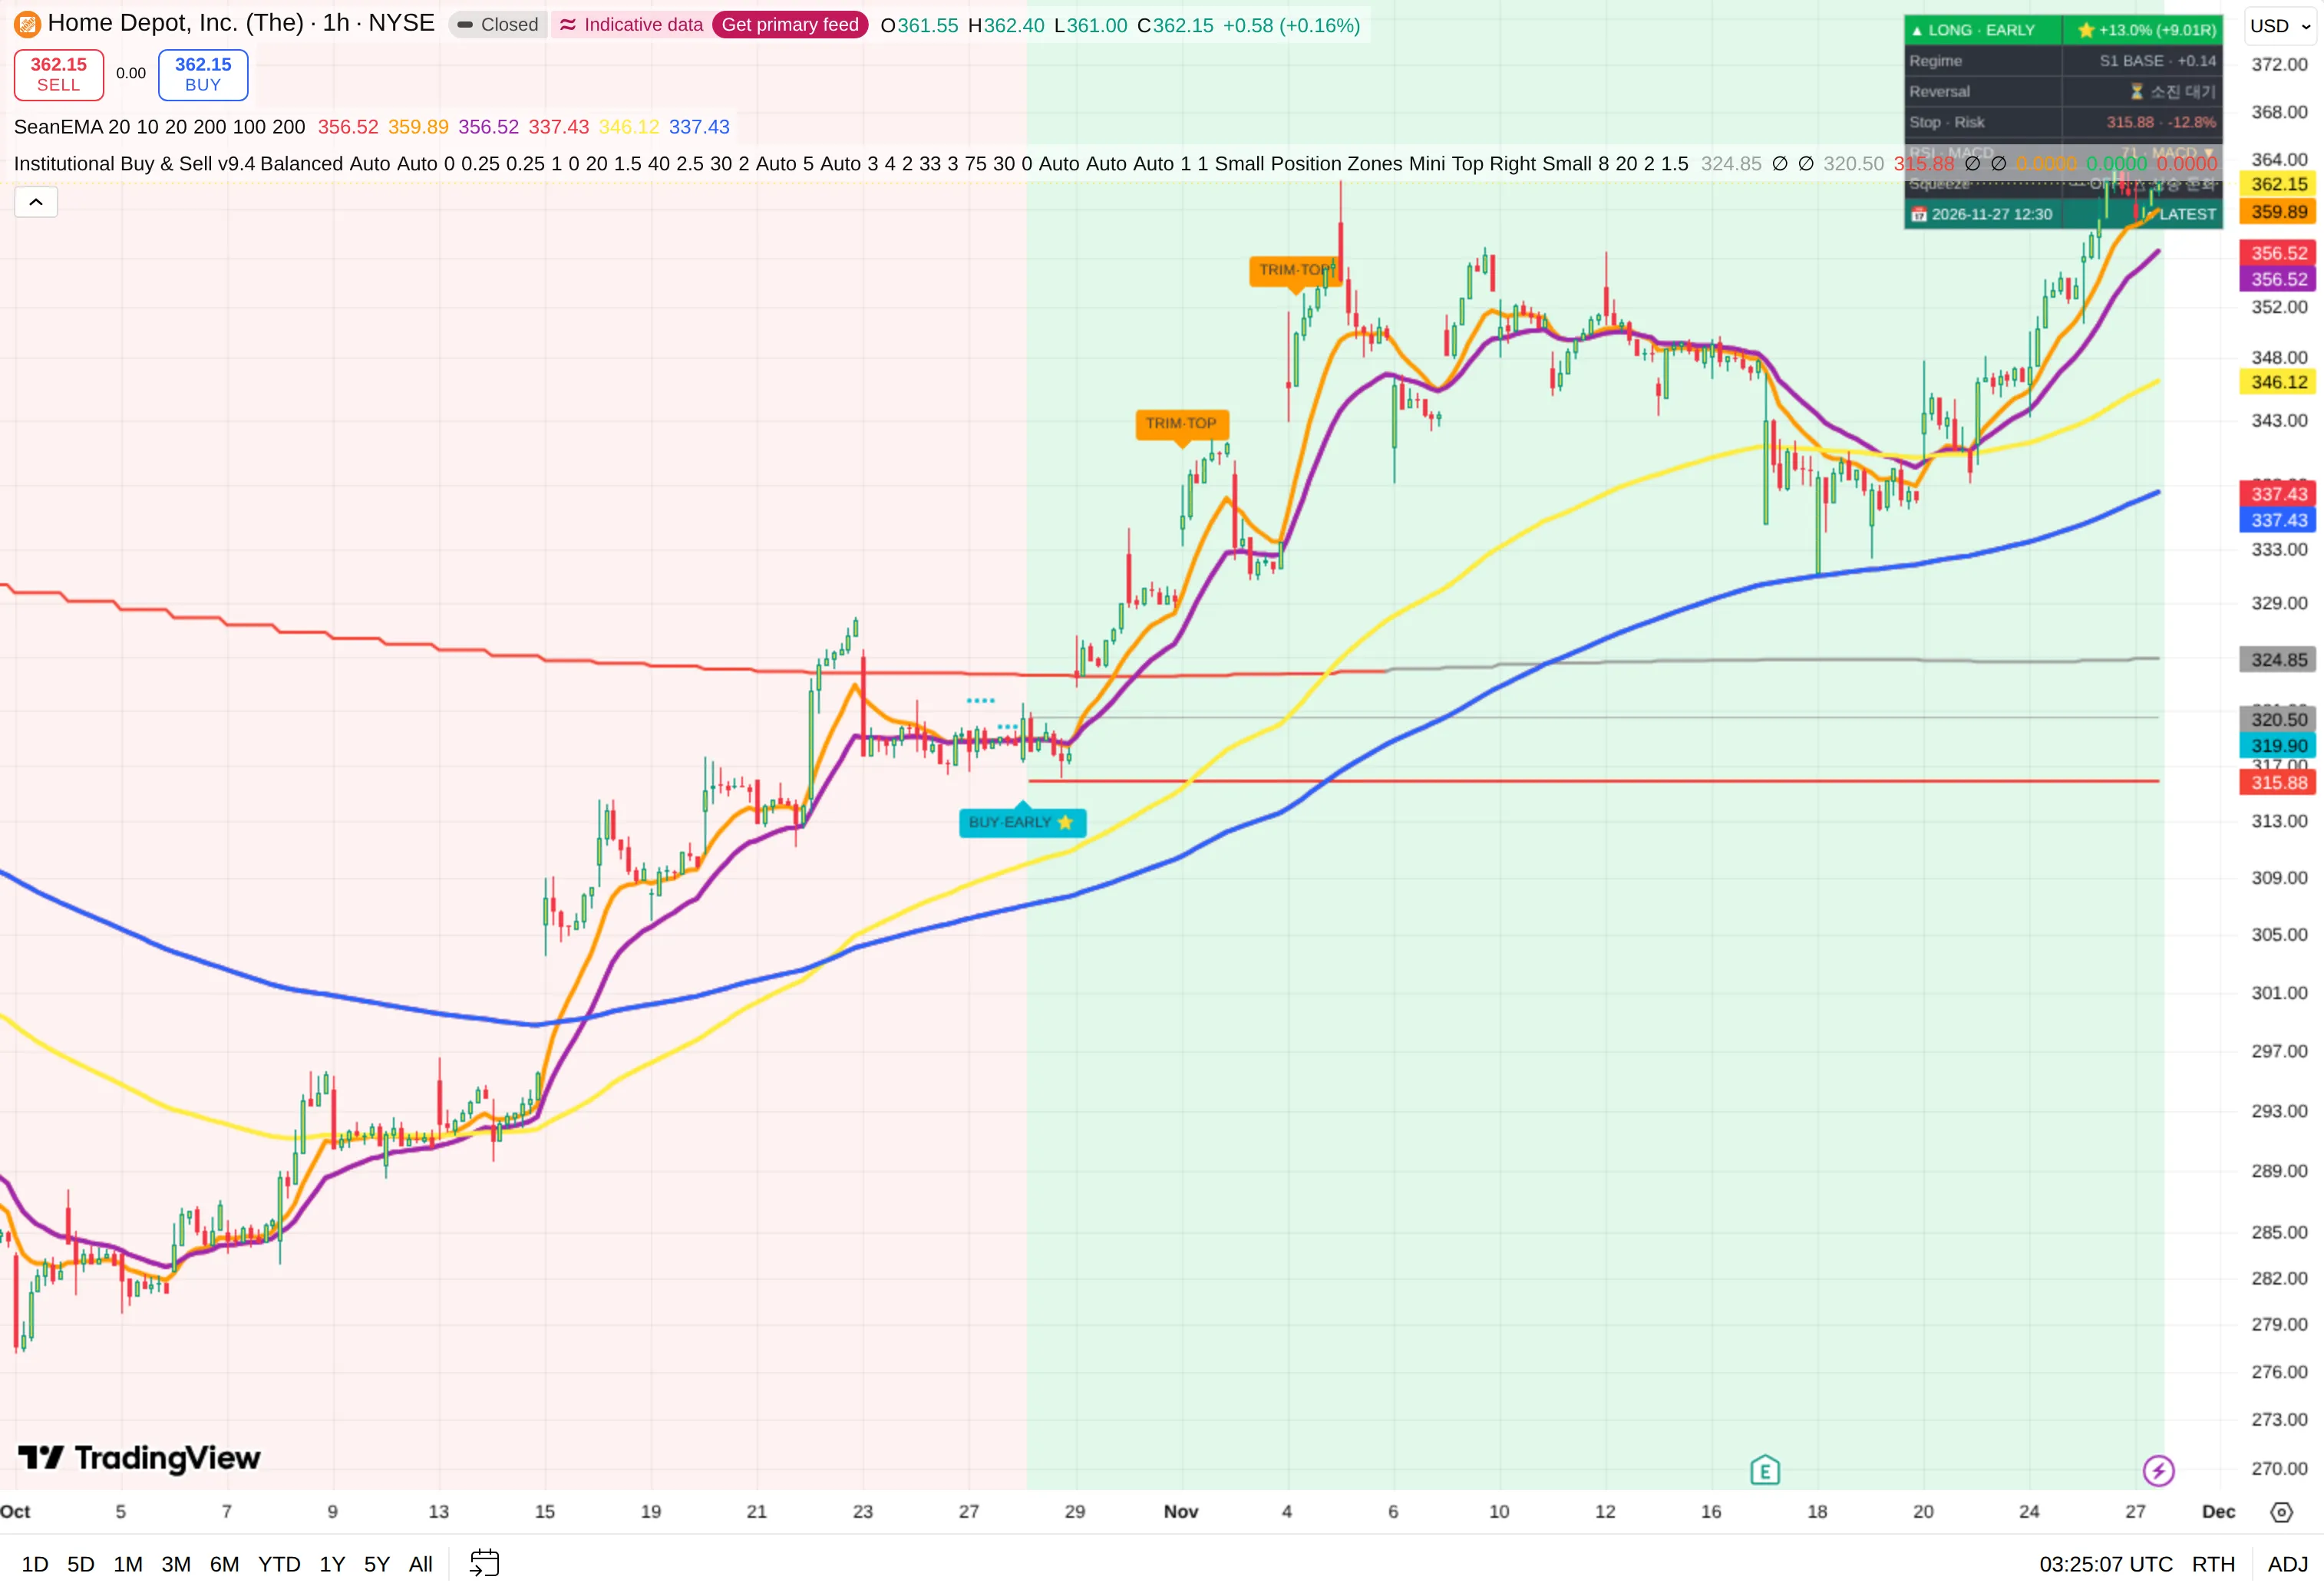 Home Depot, Inc. (The) · 1h · NYSE Closed Indicative data Get primary feed O361.55 H362.40 L361.00 C362.15 +0.58 (+0.16%)
362.15 SELL 0.00 362.15 BUY
SeanEMA 20 10 20 200 100 200 356.52 359.89 356.52 337.43 346.12 337.43
Institutional Buy & Sell v9.4 Balanced Auto Auto 0 0.25 0.25 1 0 20 1.5 40 2.5 30 2 Auto 5 Auto 3 4 2 33 3 75 30 0 Auto Auto Auto 1 1 Small Position Zones Mini Top Right Small 8 20 2 1.5 324.85 ∅ ∅ 320.50 315.88 ∅ ∅ 0.0000 0.0000 0.0000
▲ LONG · EARLY ⭐ +13.0% (+9.01R)
Regime S1 BASE · +0.14
Reversal ⏳ 소진 대기
Stop · Risk 315.88 · -12.8%
RSI · MACD 71 · MACD ▼
Squeeze
📅 2026-11-27 12:30 LATEST
USD
372.00
368.00
364.00
362.15
359.89
356.52
356.52
352.00
348.00
346.12
343.00
337.43
337.43
333.00
329.00
324.85
320.50
319.90
317.00
315.88
313.00
309.00
305.00
301.00
297.00
293.00
289.00
285.00
282.00
279.00
276.00
273.00
270.00
TRIM·TOP
TRIM·TOP
BUY·EARLY ⭐
TradingView
E
Oct 5 7 9 13 15 19 21 23 27 29 Nov 4 6 10 12 16 18 20 24 27 Dec
1D 5D 1M 3M 6M YTD 1Y 5Y All 03:25:07 UTC RTH ADJ